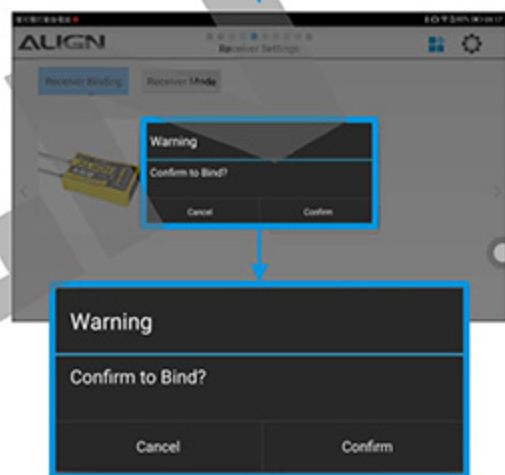 ALIGN
Receiver Settings
Receiver Binding Receiver Mode
Warning
Confirm to Bind?
Cancel Confirm
Warning
Confirm to Bind?
Cancel Confirm